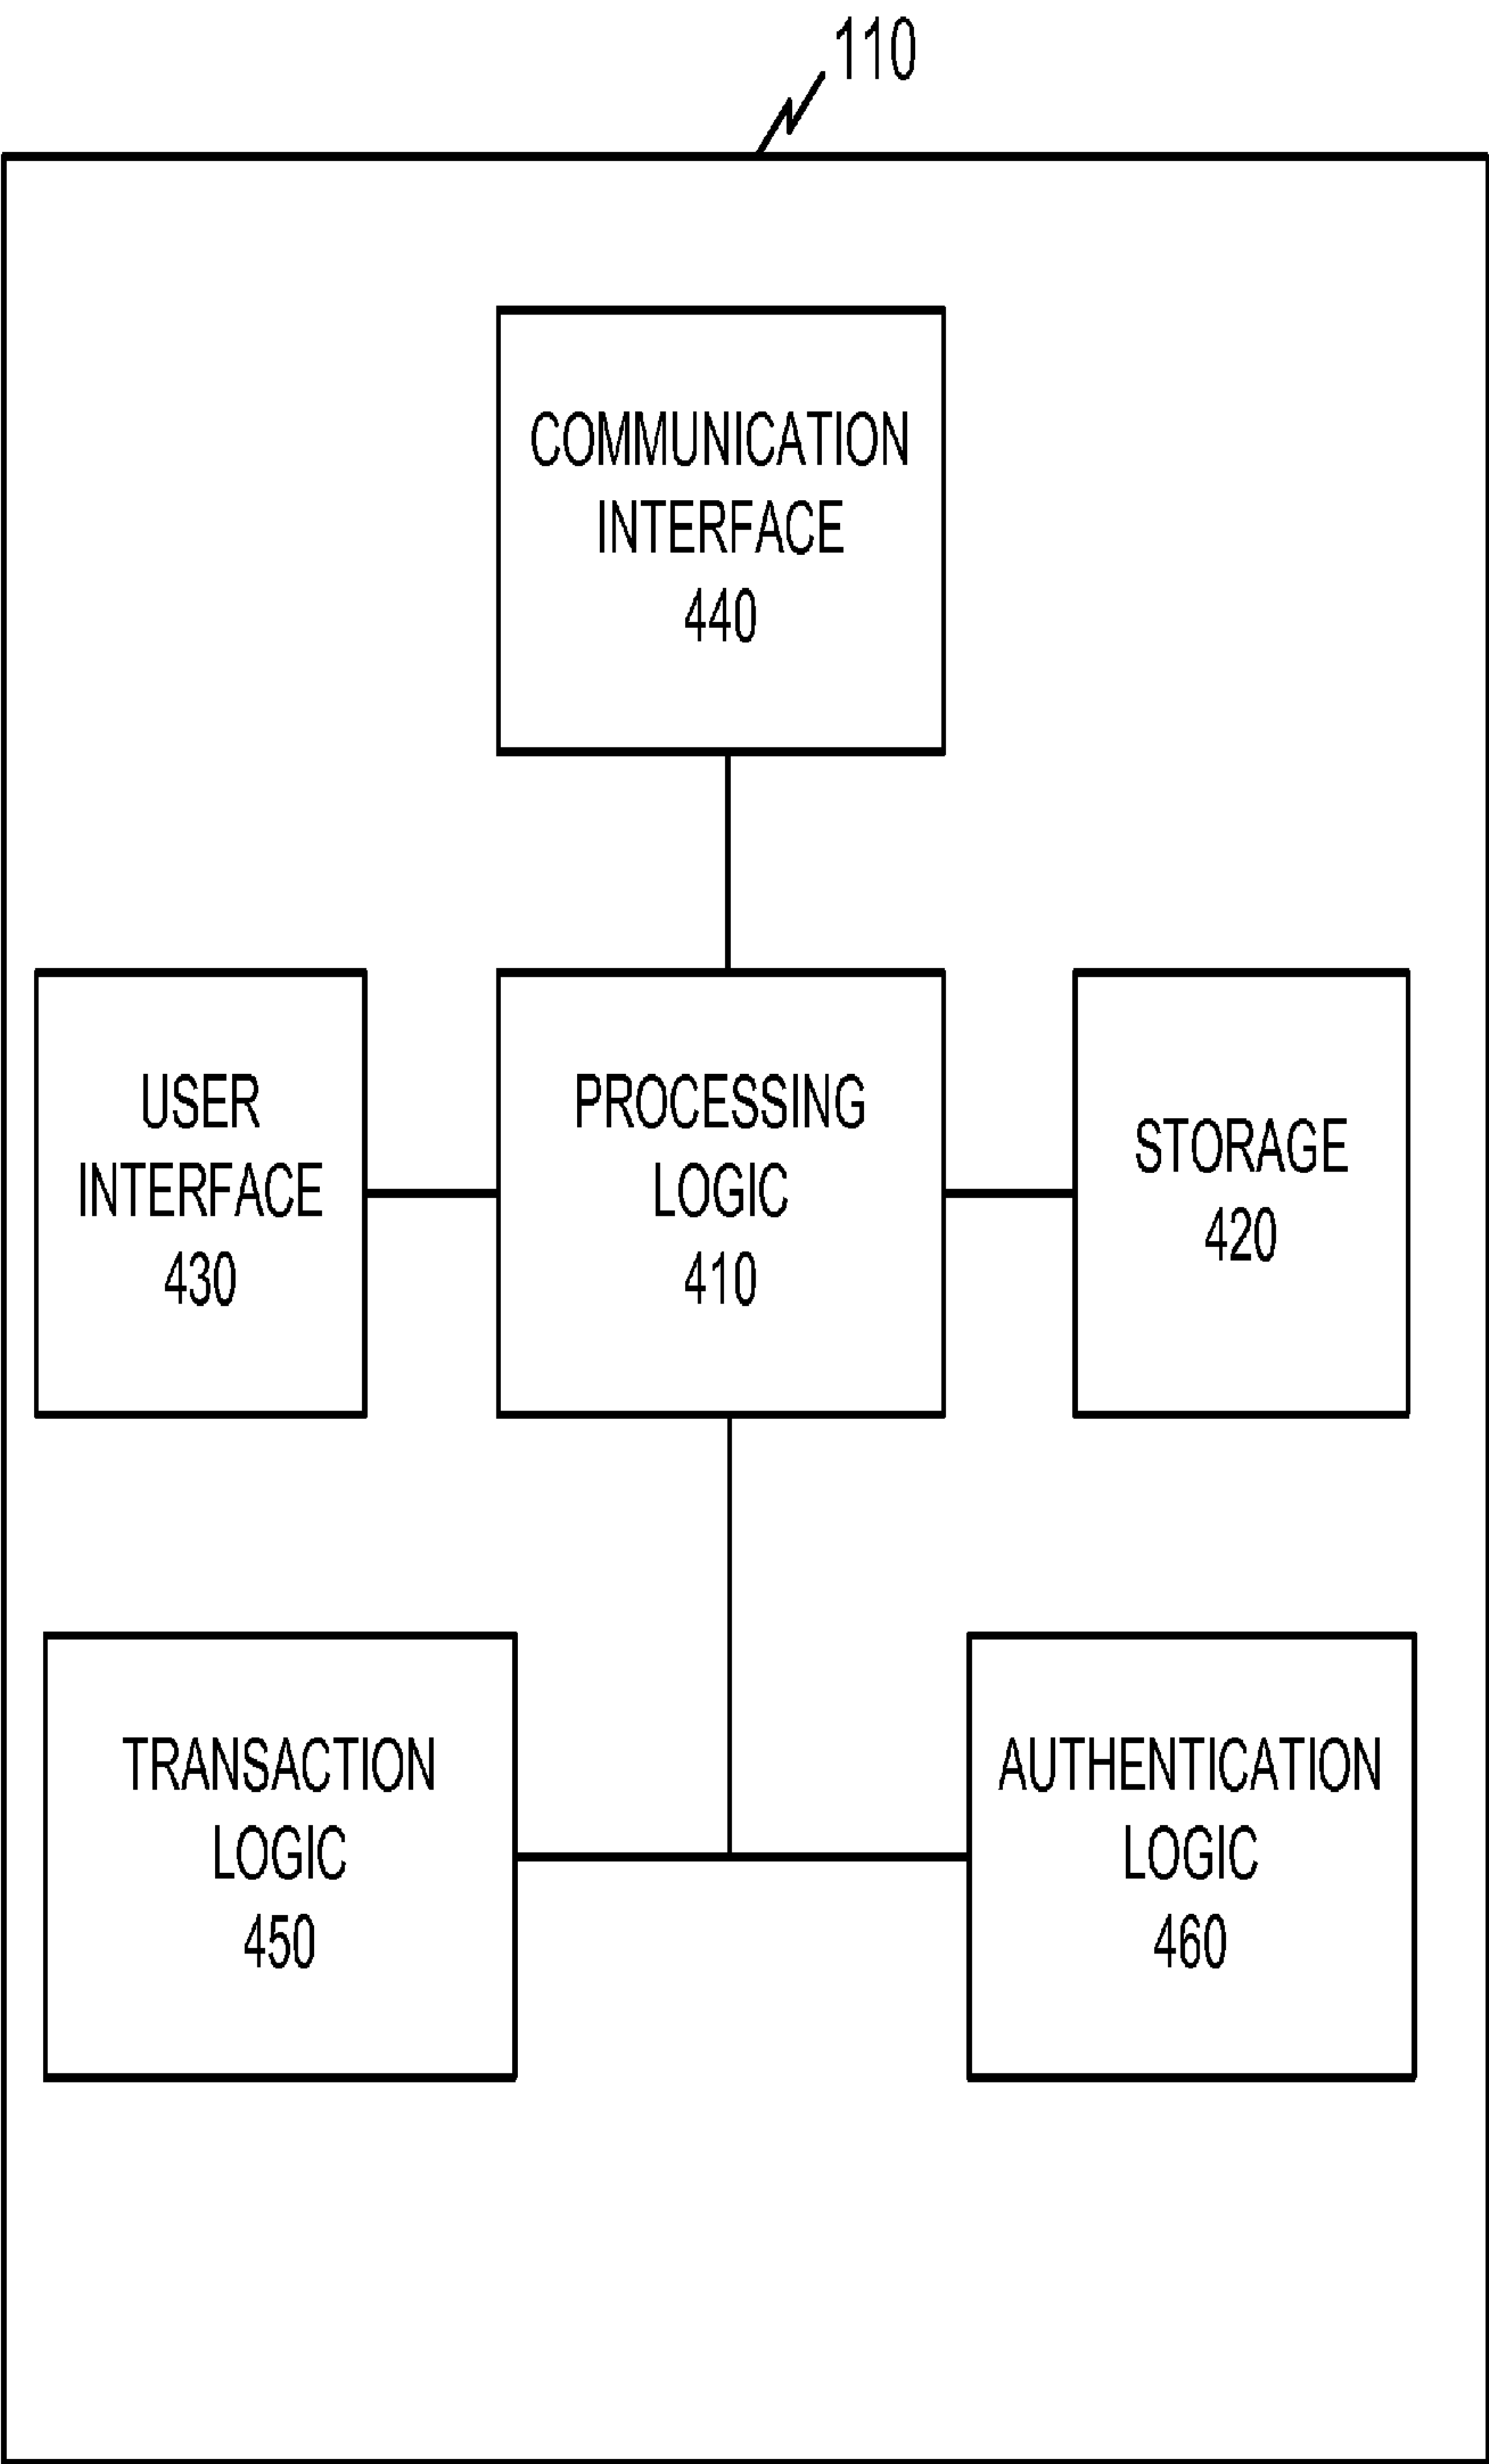 110
COMMUNICATION
INTERFACE
440
USER
INTERFACE
430
PROCESSING
LOGIC
410
STORAGE
420
TRANSACTION
LOGIC
450
AUTHENTICATION
LOGIC
460